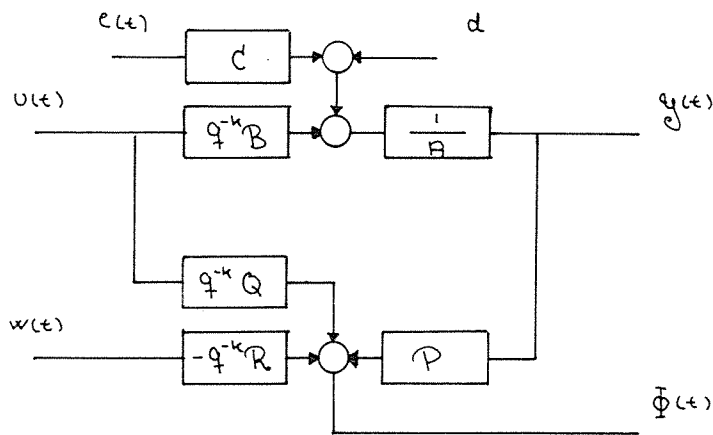 e(t)
C
d
u(t)
q^-k B
1
A
y(t)
q^-k Q
w(t)
-q^-k R
P
Φ(t)